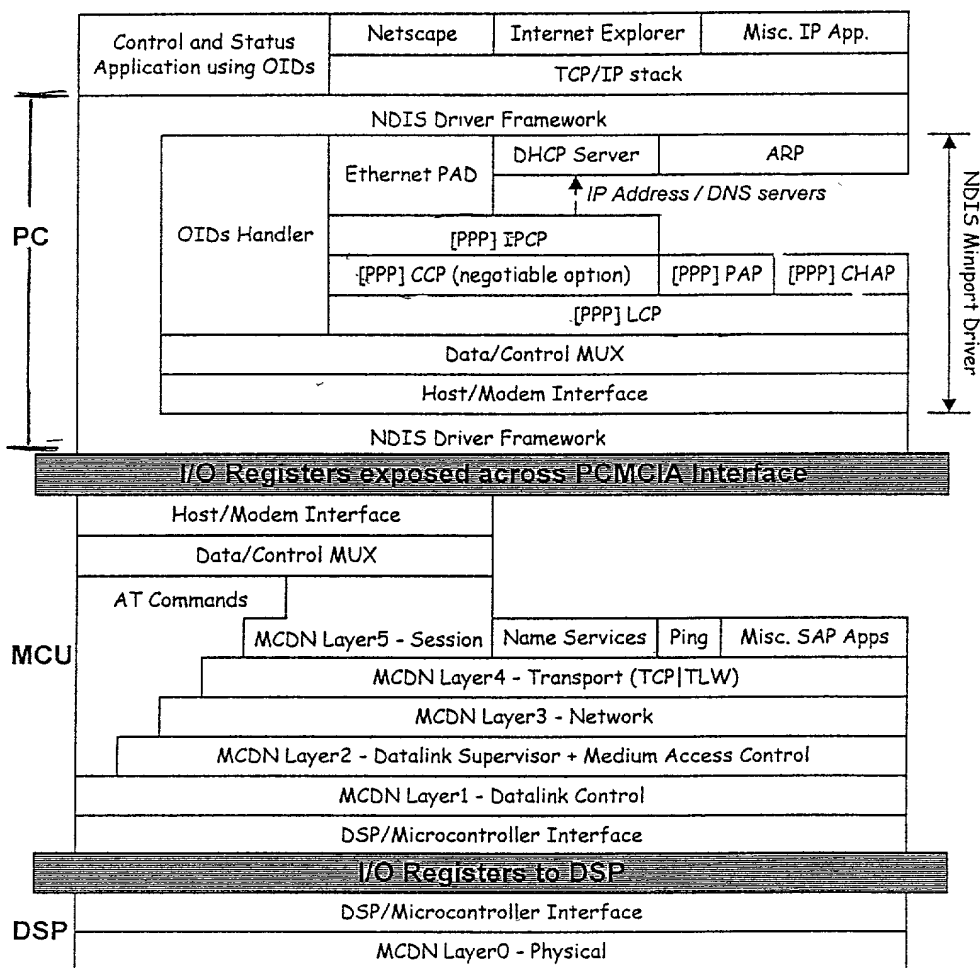 Control and Status
Application using OIDs
Netscape
Internet Explorer
Misc. IP App.
TCP/IP stack
NDIS Driver Framework
OIDs Handler
Ethernet PAD
DHCP Server
ARP
IP Address / DNS servers
[PPP] IPCP
[PPP] CCP (negotiable option)
[PPP] PAP
[PPP] CHAP
[PPP] LCP
Data/Control MUX
Host/Modem Interface
NDIS Driver Framework
PC
NDIS Miniport Driver
I/O Registers exposed across PCMCIA Interface
Host/Modem Interface
Data/Control MUX
AT Commands
MCU
MCDN Layer5 - Session
Name Services
Ping
Misc. SAP Apps
MCDN Layer4 - Transport (TCP|TLW)
MCDN Layer3 - Network
MCDN Layer2 - Datalink Supervisor + Medium Access Control
MCDN Layer1 - Datalink Control
DSP/Microcontroller Interface
I/O Registers to DSP
DSP
DSP/Microcontroller Interface
MCDN Layer0 - Physical